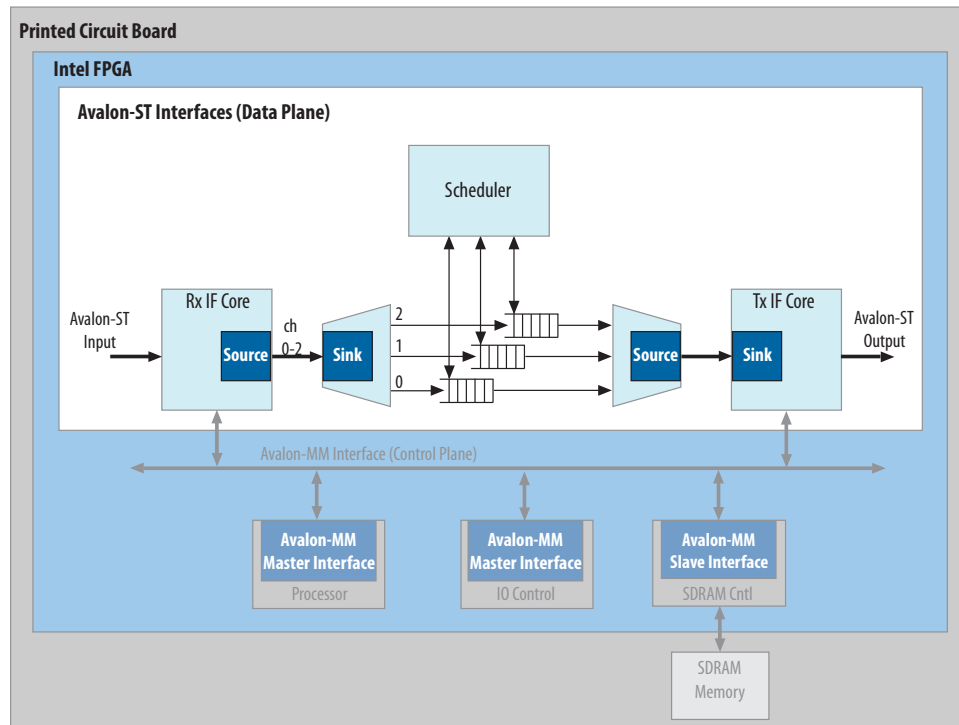 Printed Circuit Board
Intel FPGA
Avalon-ST Interfaces (Data Plane)
Scheduler
Rx IF Core
Tx IF Core
Avalon-ST
Input
ch
0-2
2
1
0
Source
Sink
Source
Sink
Avalon-ST
Output
Avalon-MM Interface (Control Plane)
Avalon-MM
Master Interface
Processor
Avalon-MM
Master Interface
IO Control
Avalon-MM
Slave Interface
SDRAM Cntl
SDRAM
Memory